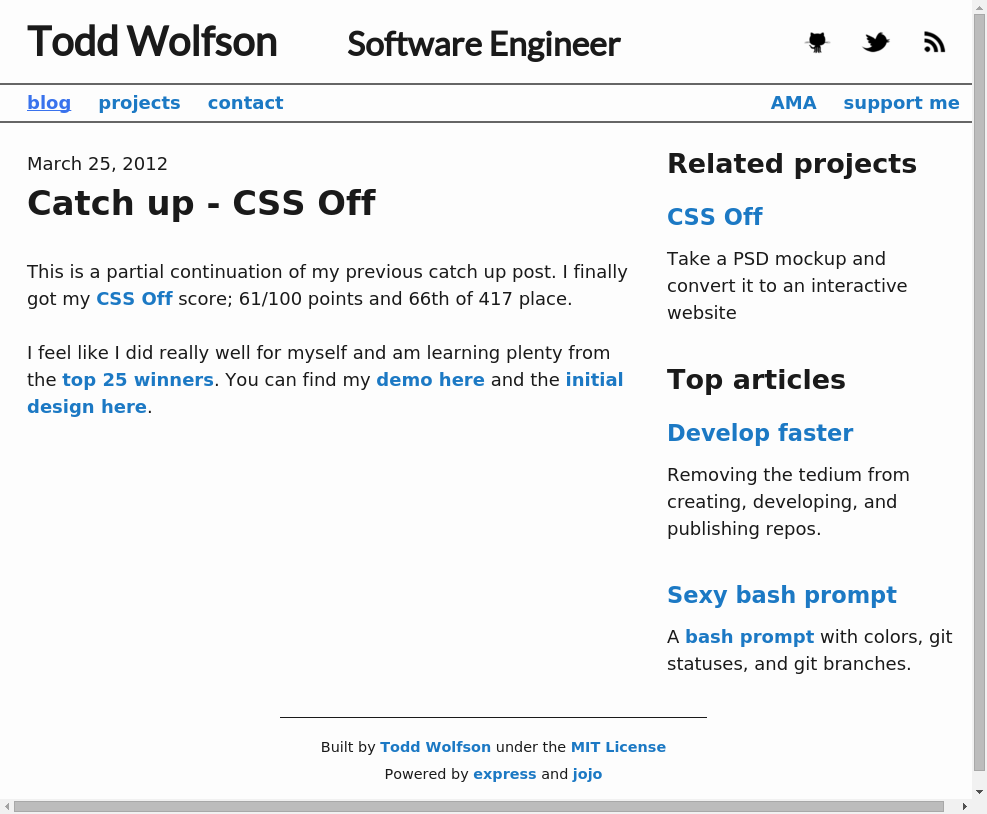 Todd Wolfson
Software Engineer
blog projects contact AMA support me
March 25, 2012
Catch up - CSS Off
This is a partial continuation of my previous catch up post. I finally
got my CSS Off score; 61/100 points and 66th of 417 place.
I feel like I did really well for myself and am learning plenty from
the top 25 winners. You can find my demo here and the initial
design here.
Related projects
CSS Off
Take a PSD mockup and
convert it to an interactive
website
Top articles
Develop faster
Removing the tedium from
creating, developing, and
publishing repos.
Sexy bash prompt
A bash prompt with colors, git
statuses, and git branches.
Built by Todd Wolfson under the MIT License
Powered by express and jojo